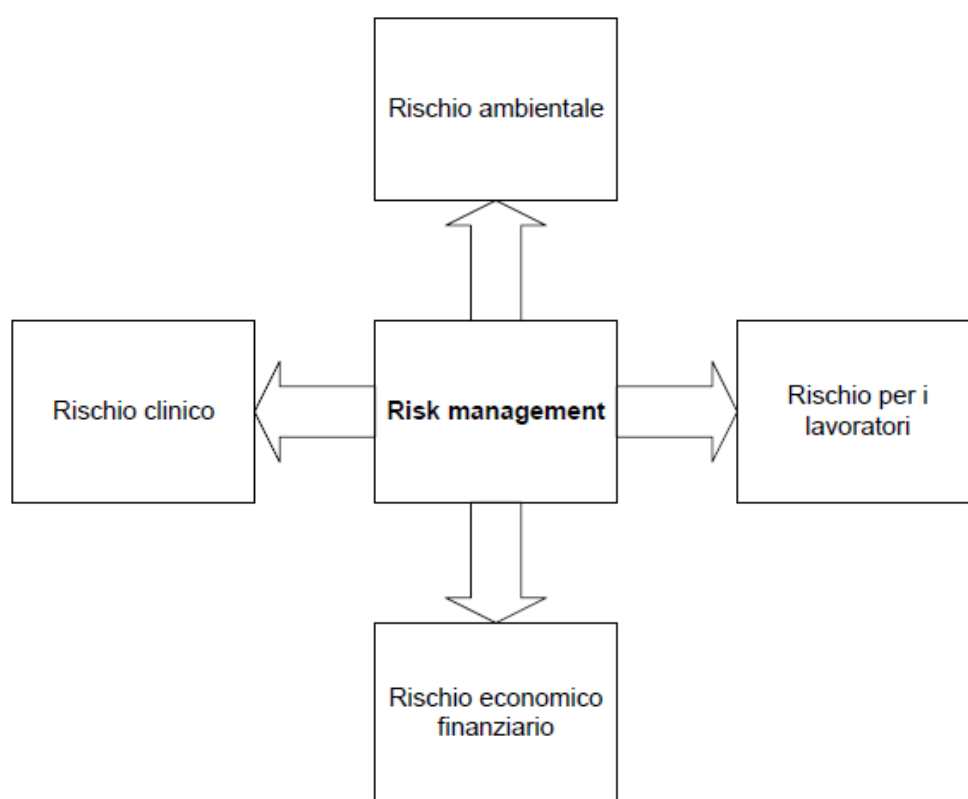 Rischio ambientale
Rischio clinico
Risk management
Rischio per i
lavoratori
Rischio economico
finanziario